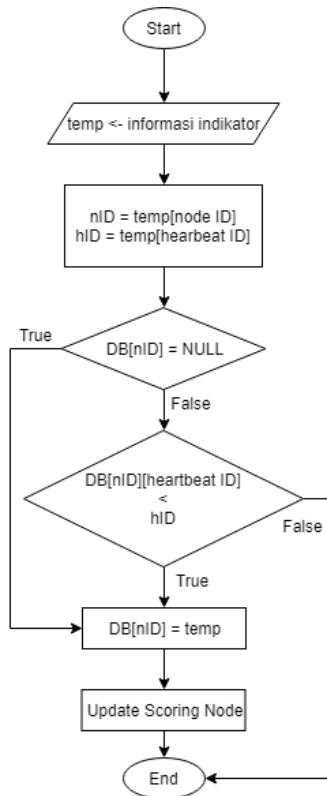 Start
temp <- informasi indikator
nID = temp[node ID]
hID = temp[hearbeat ID]
True
DB[nID] = NULL
False
DB[nID][heartbeat ID]
<
hID
False
True
DB[nID] = temp
Update Scoring Node
End